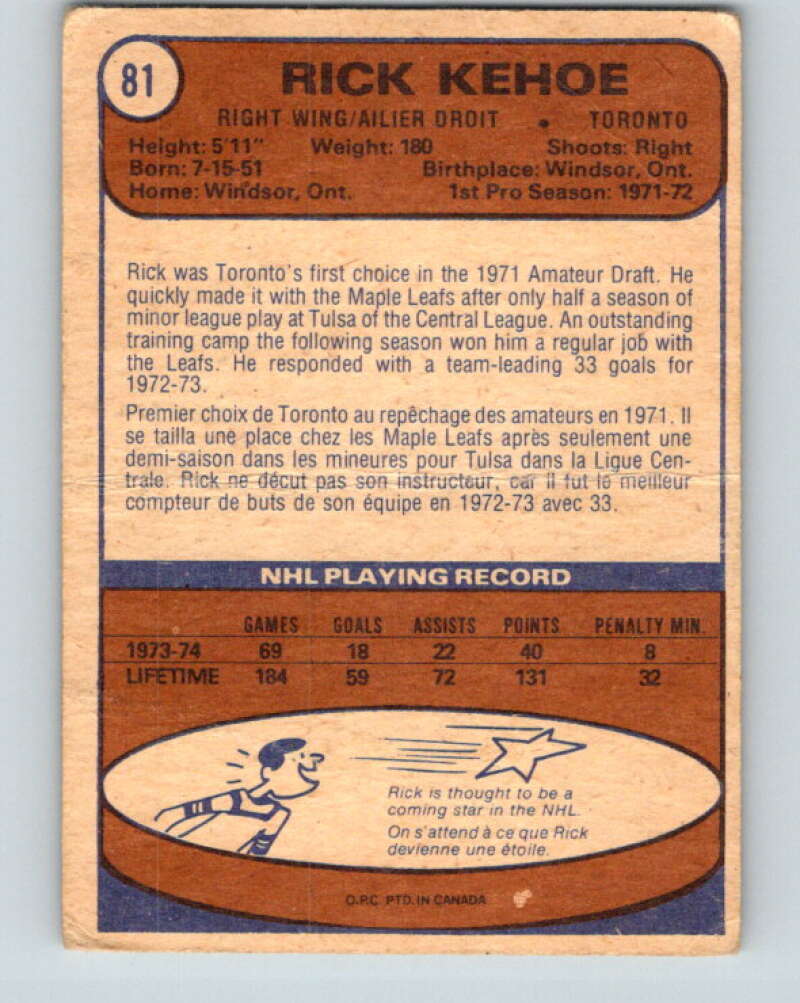 81
RICK KEHOE
RIGHT WING/AILIER DROIT • TORONTO
Height: 5'11" Weight: 180 Shoots: Right
Born: 7-15-51 Birthplace: Windsor, Ont.
Home: Windsor, Ont. 1st Pro Season: 1971-72
Rick was Toronto's first choice in the 1971 Amateur Draft. He
quickly made it with the Maple Leafs after only half a season of
minor league play at Tulsa of the Central League. An outstanding
training camp the following season won him a regular job with
the Leafs. He responded with a team-leading 33 goals for
1972-73.
Premier choix de Toronto au repêchage des amateurs en 1971. Il
se tailla une place chez les Maple Leafs après seulement une
demi-saison dans les mineures pour Tulsa dans la Ligue Cen-
trale. Rick ne déçut pas son instructeur, car il fut le meilleur
compteur de buts de son équipe en 1972-73 avec 33.
NHL PLAYING RECORD
GAMES GOALS ASSISTS POINTS PENALTY MIN.
1973-74 69 18 22 40 8
LIFETIME 184 59 72 131 32
Rick is thought to be a
coming star in the NHL.
On s'attend à ce que Rick
devienne une étoile.
O.P.C. PTD. IN CANADA